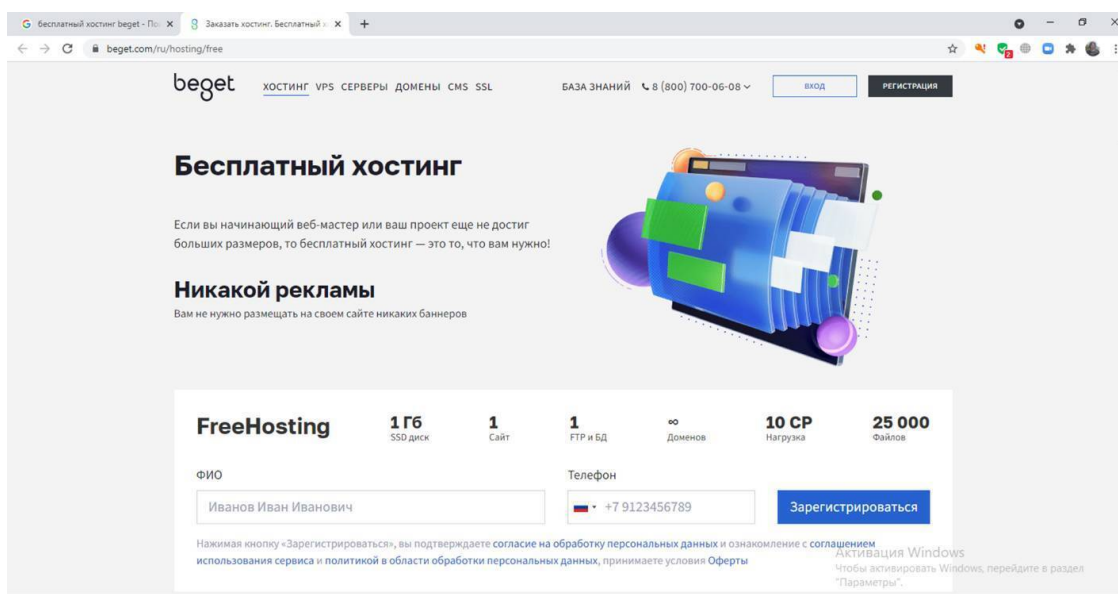 бесплатный хостинг beget - По
Заказать хостинг. Бесплатный х
beget.com/ru/hosting/free
2
beget ХОСТИНГ VPS СЕРВЕРЫ ДОМЕНЫ CMS SSL БАЗА ЗНАНИЙ 8 (800) 700-06-08 ВХОД РЕГИСТРАЦИЯ
Бесплатный хостинг
Если вы начинающий веб-мастер или ваш проект еще не достиг
больших размеров, то бесплатный хостинг — это то, что вам нужно!
Никакой рекламы
Вам не нужно размещать на своем сайте никаких баннеров
FreeHosting 1 Гб 1 1 ∞ 10 CP 25 000
SSD диск Сайт FTP и БД Доменов Нагрузка Файлов
ФИО Телефон
Иванов Иван Иванович +7 9123456789 Зарегистрироваться
Нажимая кнопку «Зарегистрироваться», вы подтверждаете согласие на обработку персональных данных и ознакомление с соглашением
использования сервиса и политикой в области обработки персональных данных, принимаете условия Оферты
Активация Windows
Чтобы активировать Windows, перейдите в раздел
"Параметры".